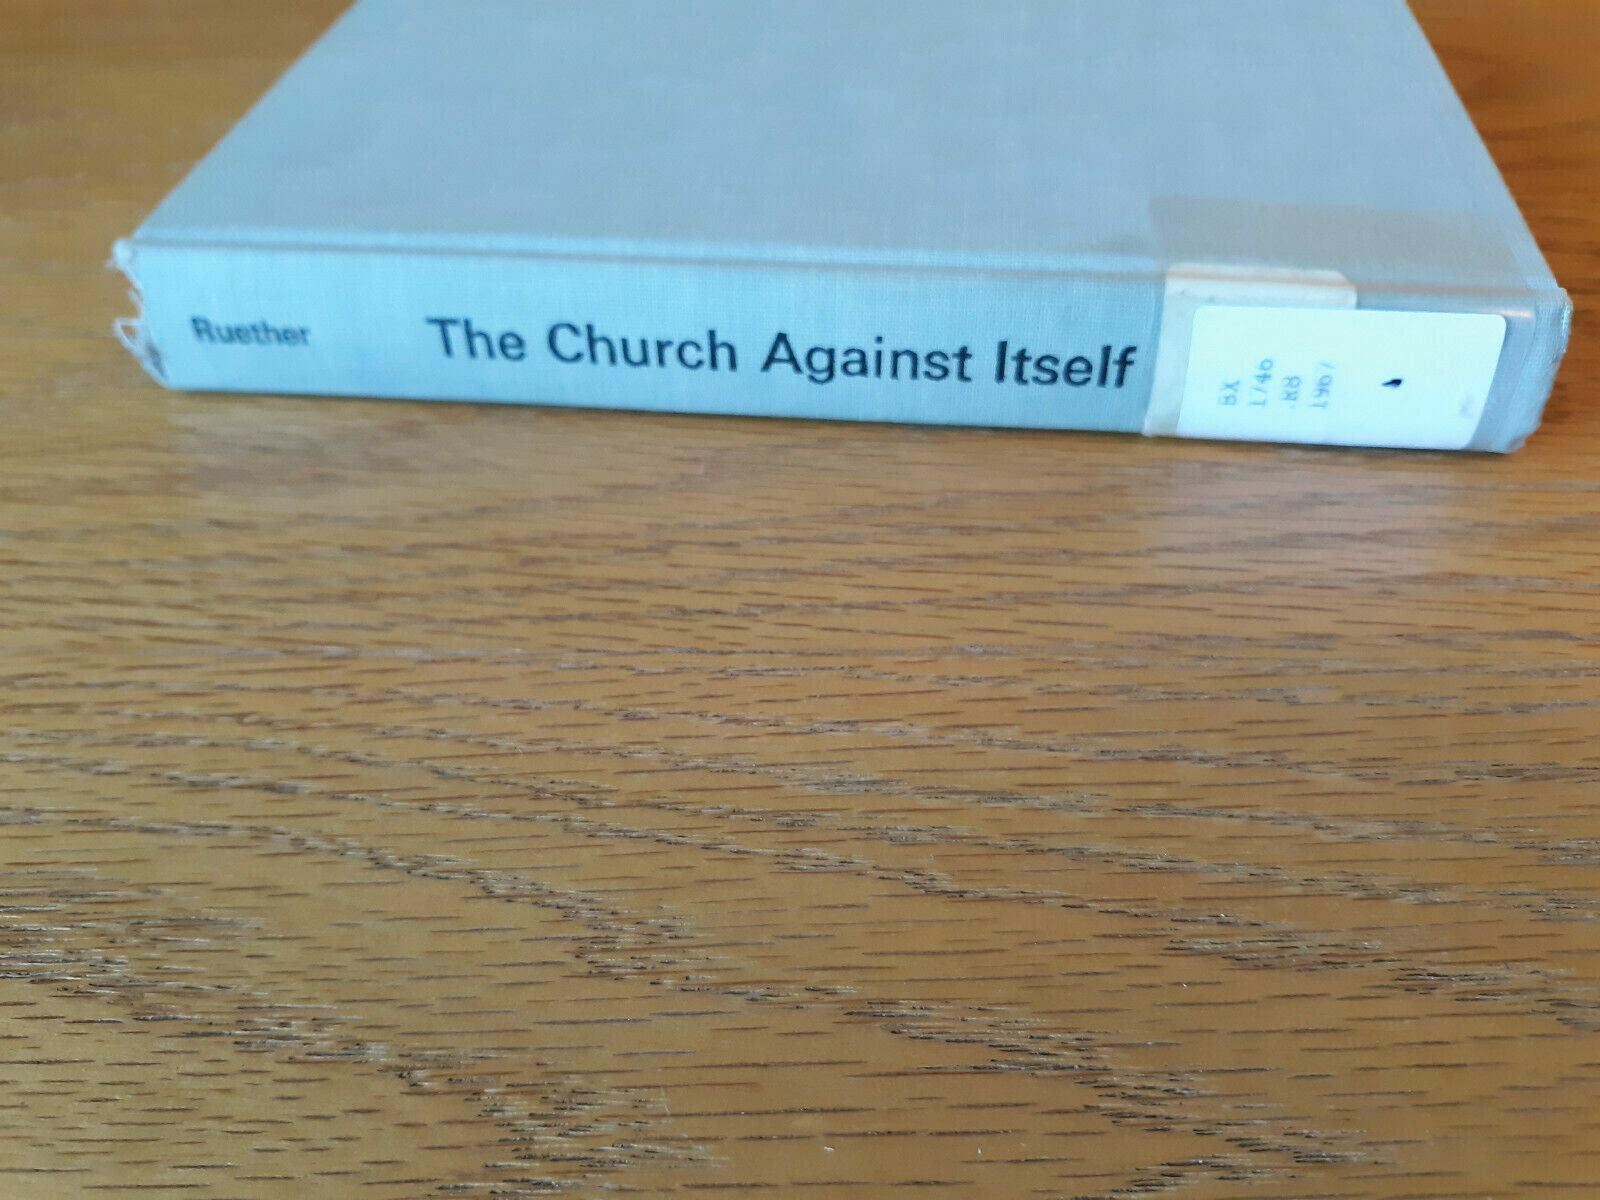 Ruether
The Church Against Itself
BX
1746
.R8
1967